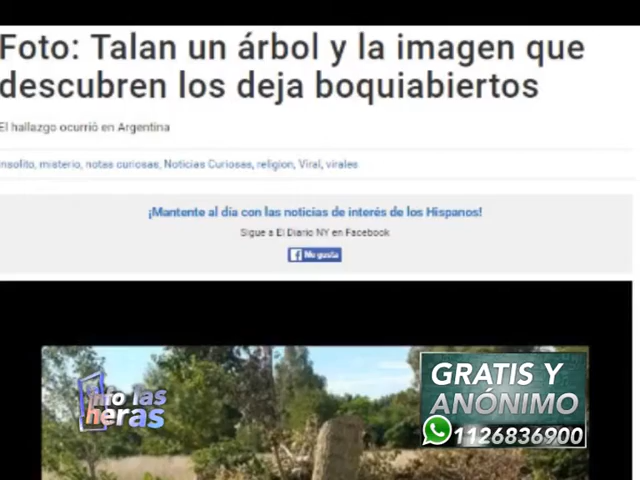 Foto: Talan un árbol y la imagen que
descubren los deja boquiabiertos
El hallazgo ocurrió en Argentina
nsolito, misterio, notas curiosas, Noticias Curiosas, religion, Viral, virales
¡Mantente al día con las noticias de interés de los Hispanos!
Sigue a El Diario NY en Facebook
f Me gusta
info las
heras
GRATIS Y
ANÓNIMO
1126836900